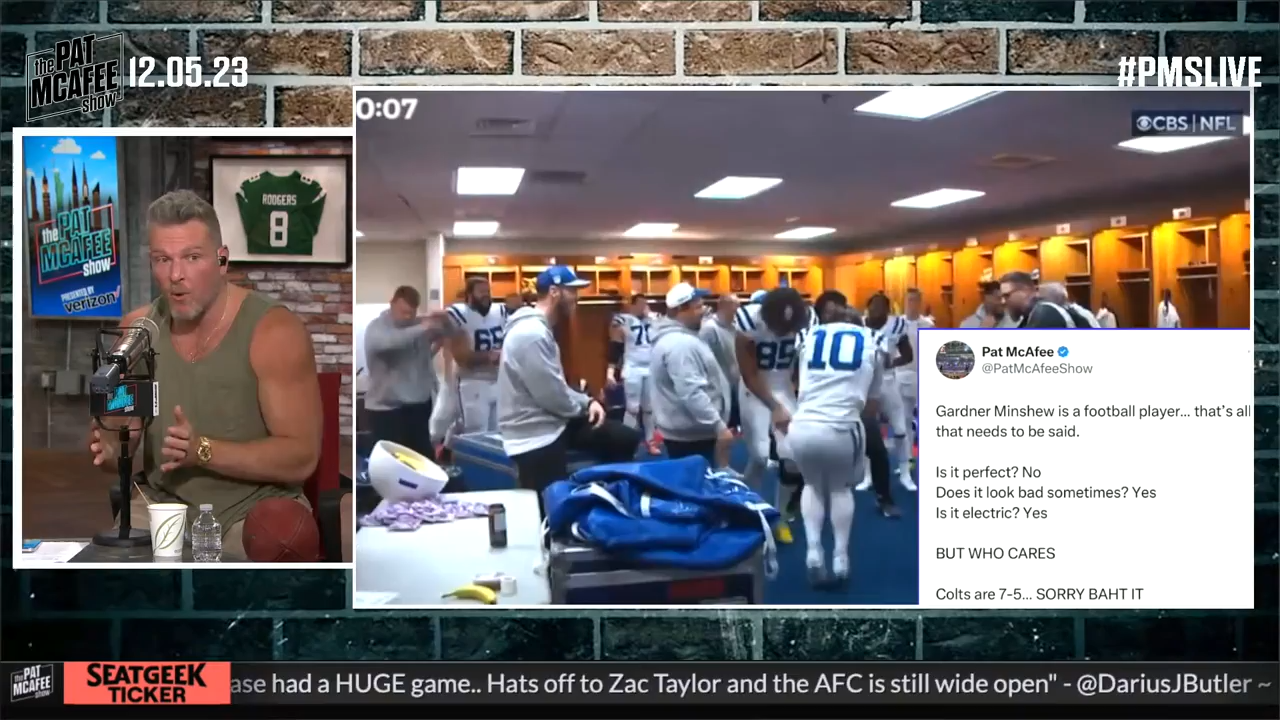 the PAT MCAFEE show
12.05.23
#PMSLIVE
0:07
CBS | NFL
the PAT MCAFEE show
PRESENTED BY
verizon
RODGERS
8
65
85
10
Pat McAfee
@PatMcAfeeShow
Gardner Minshew is a football player... that's all
that needs to be said.
Is it perfect? No
Does it look bad sometimes? Yes
Is it electric? Yes
BUT WHO CARES
Colts are 7-5... SORRY BAHT IT
the PAT MCAFEE show
SEATGEEK
TICKER
ase had a HUGE game.. Hats off to Zac Taylor and the AFC is still wide open" - @DariusJButler ~